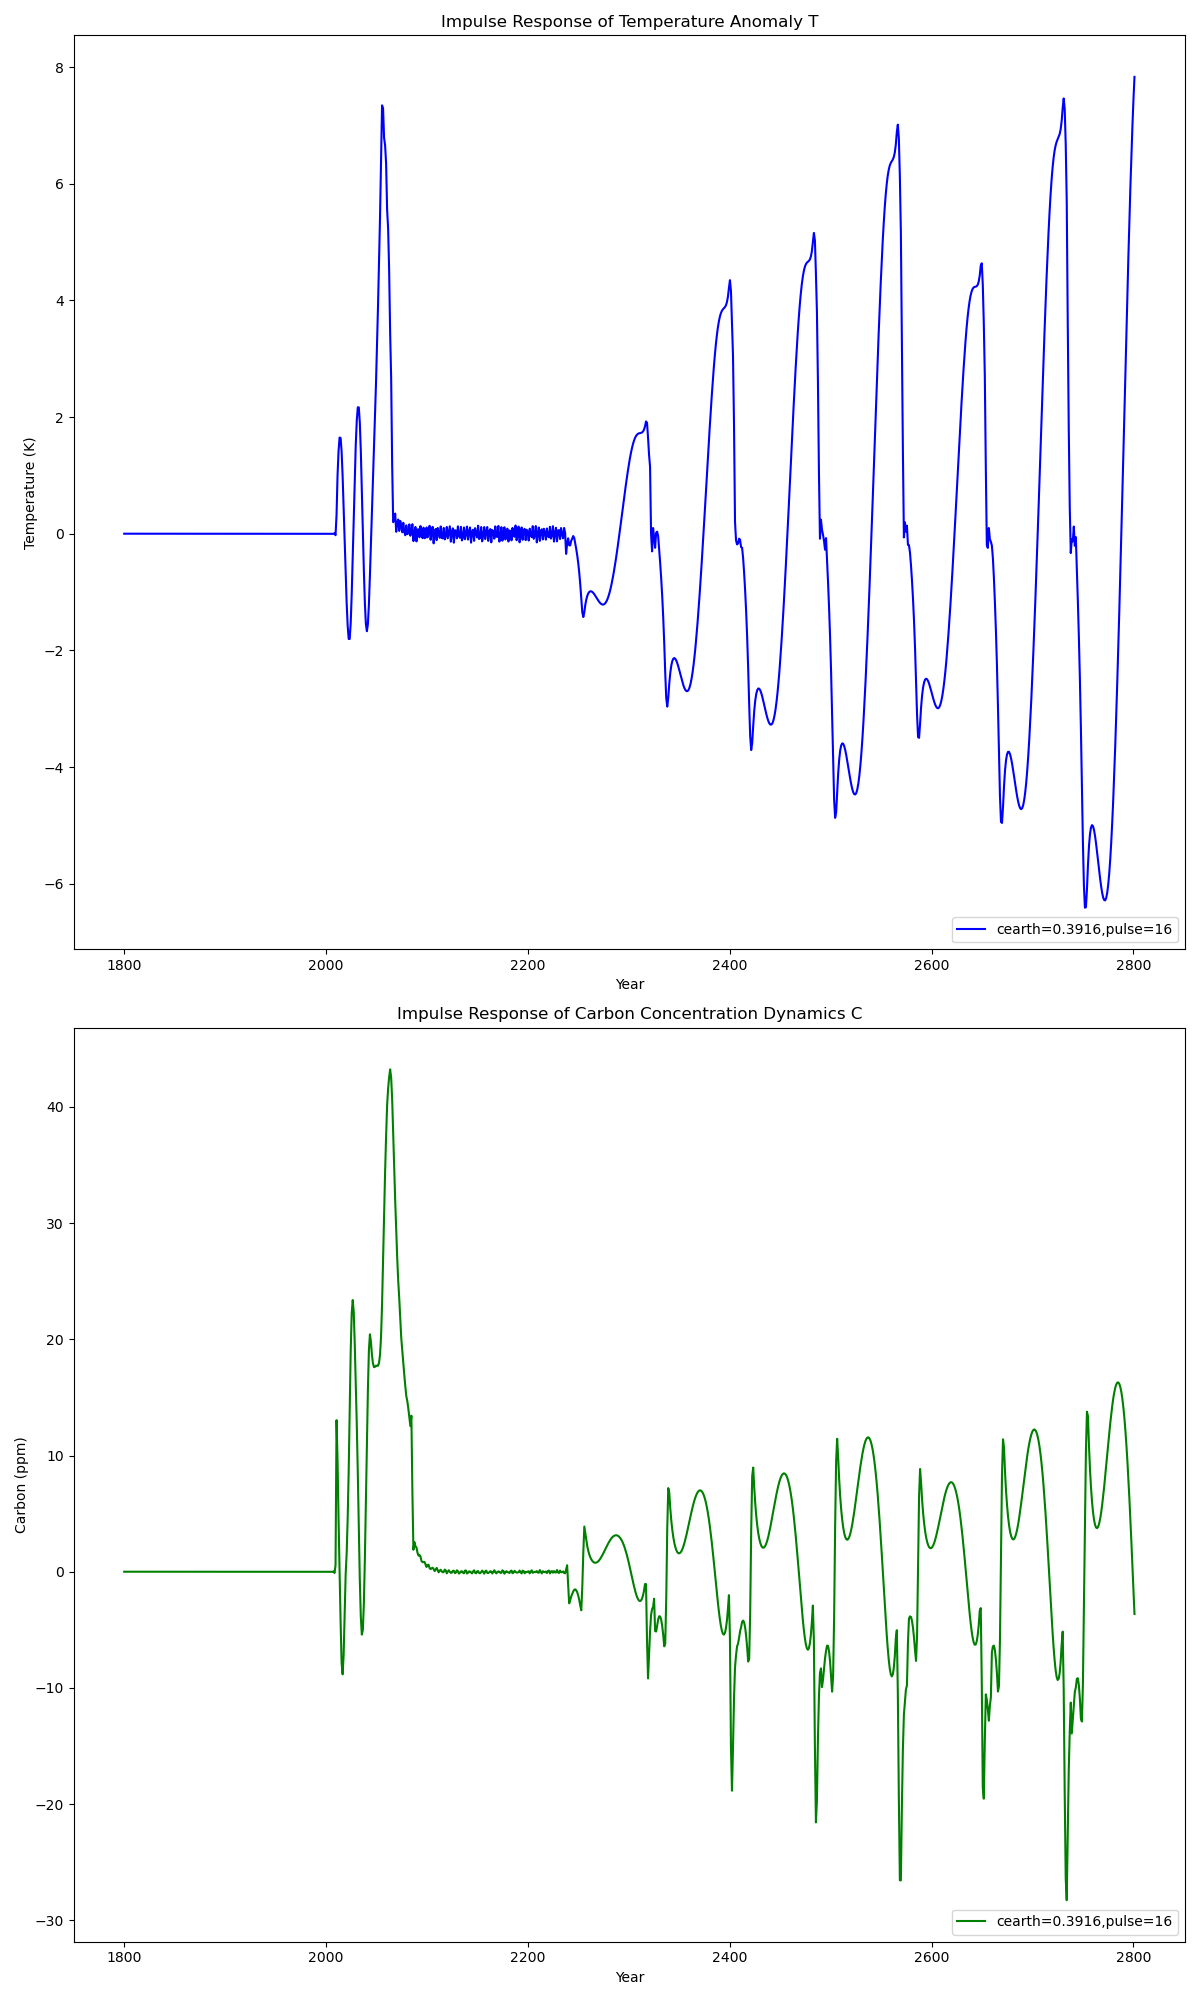 Impulse Response of Temperature Anomaly T
8
6
4
2
0
−2
−4
−6
Temperature (K)
cearth=0.3916,pulse=16
1800 2000 2200 2400 2600 2800
Year
Impulse Response of Carbon Concentration Dynamics C
40
30
20
10
0
−10
−20
−30
Carbon (ppm)
cearth=0.3916,pulse=16
1800 2000 2200 2400 2600 2800
Year